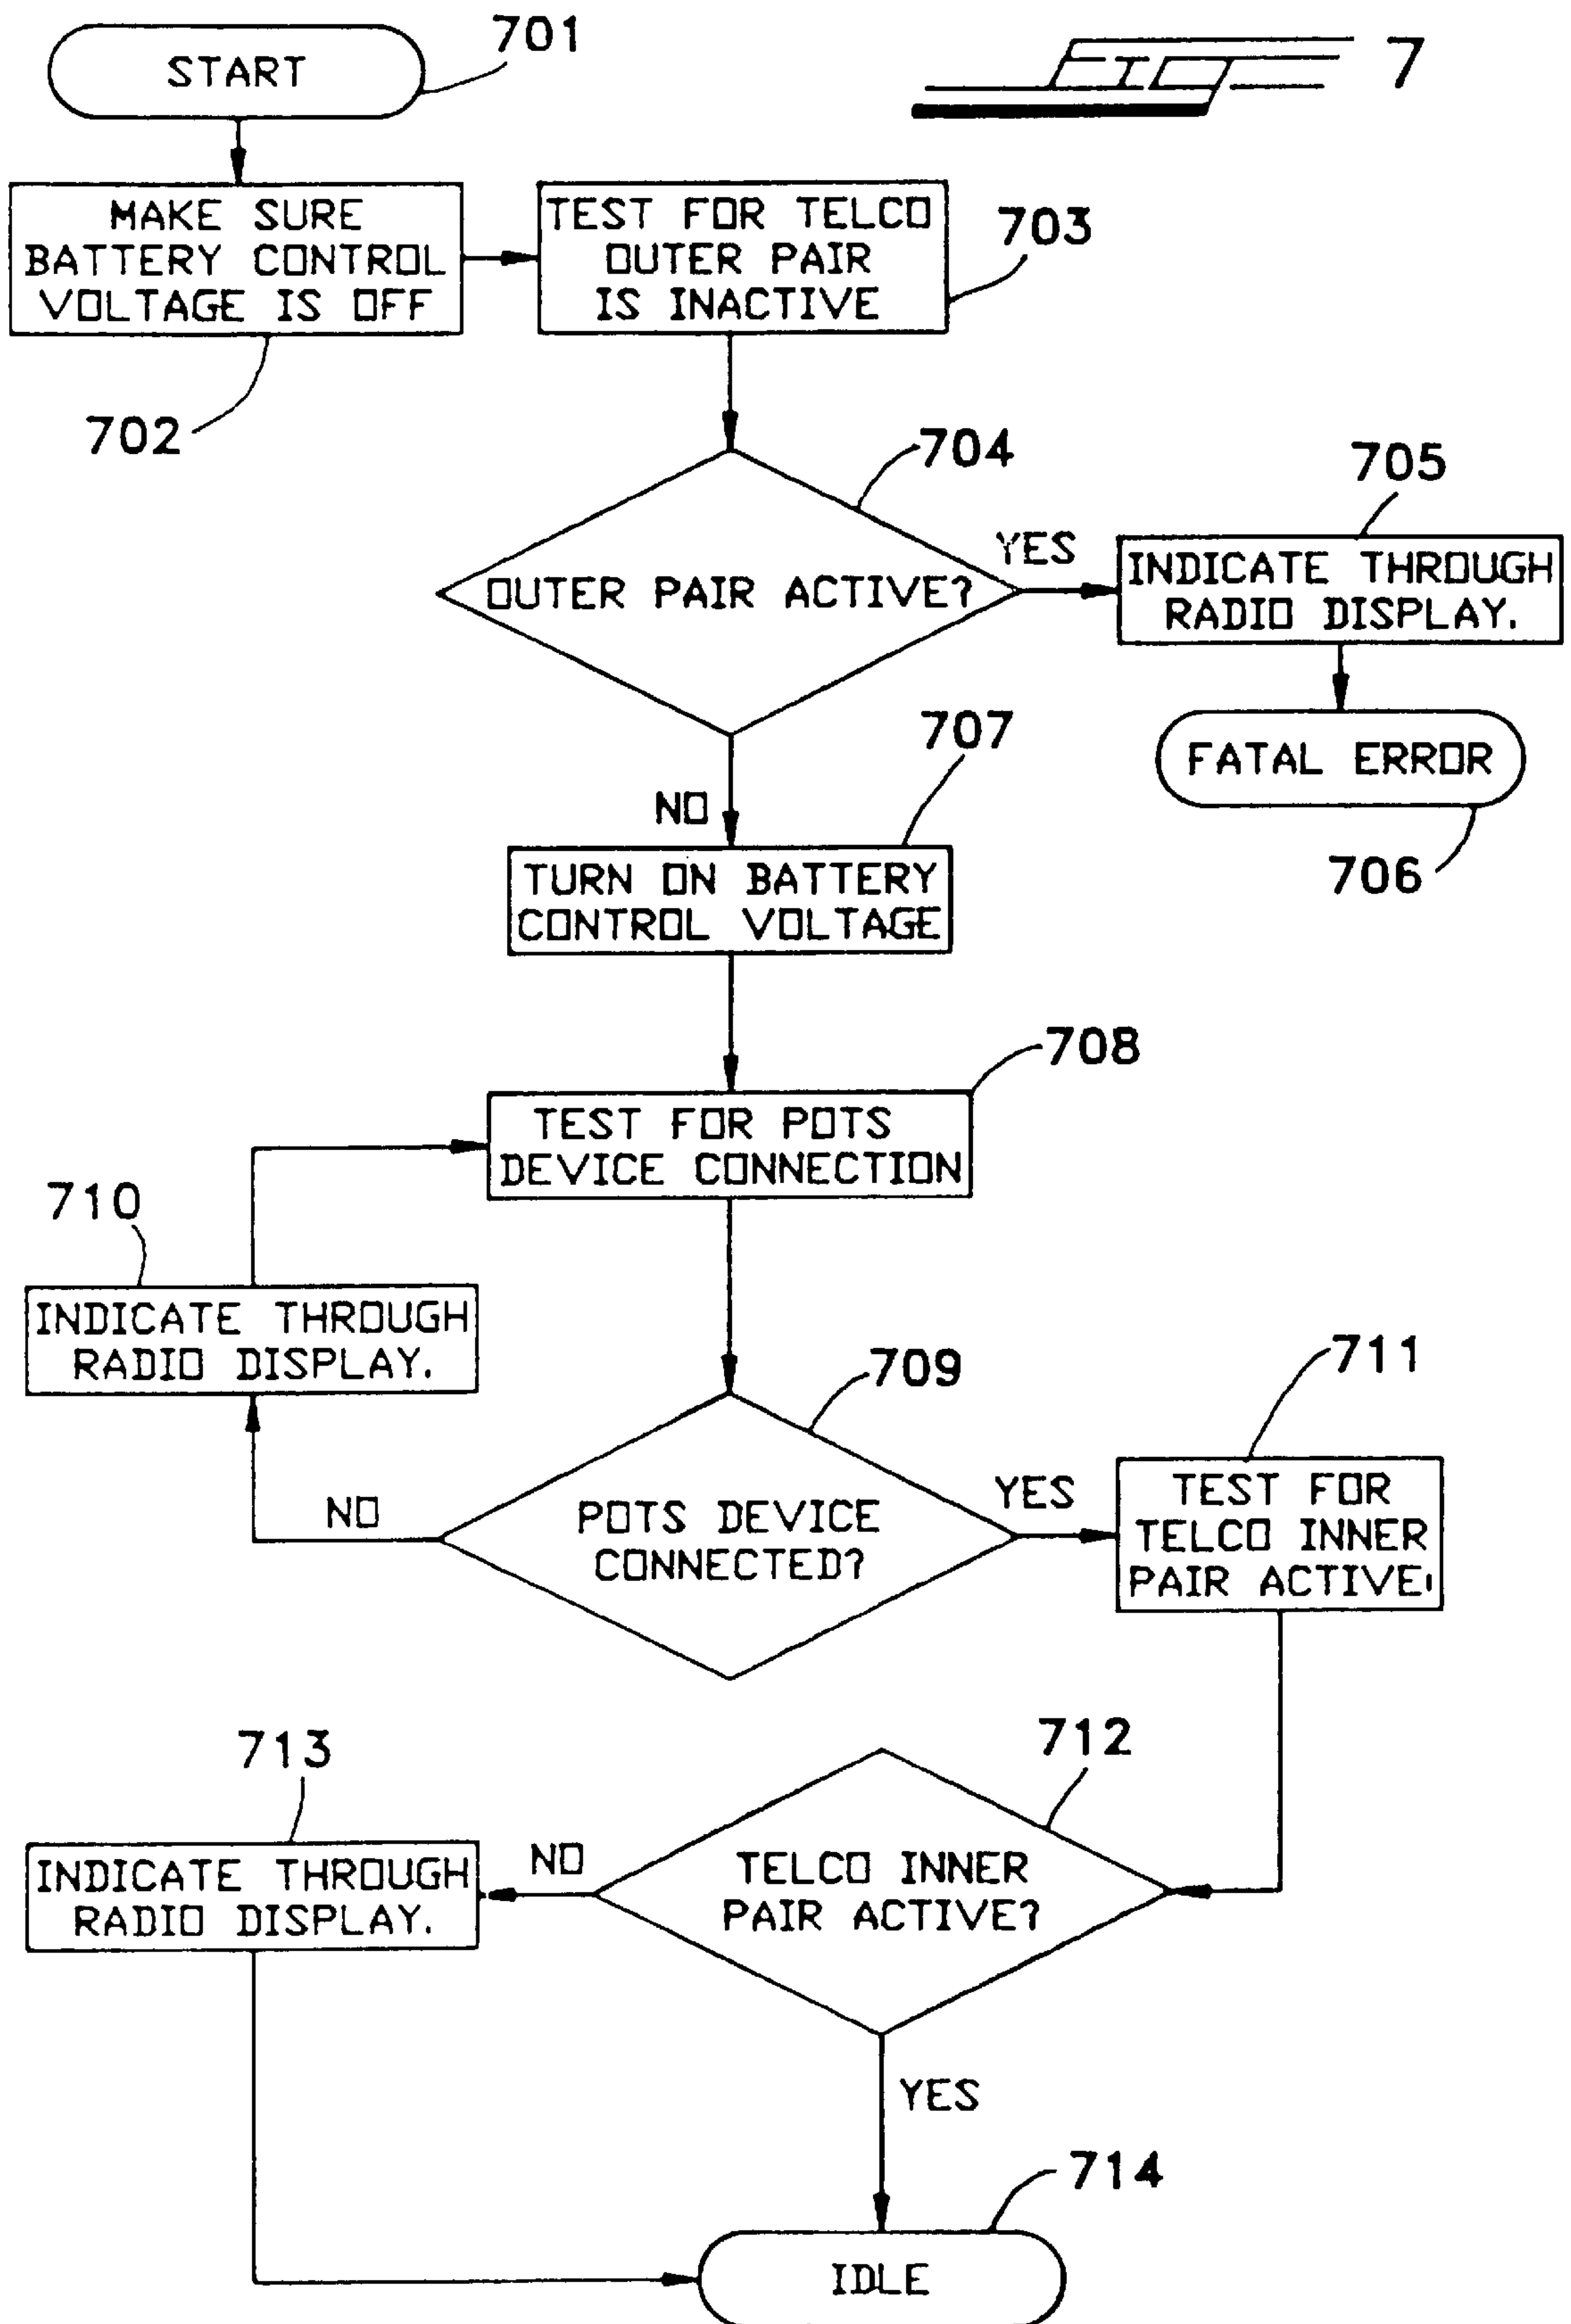 701
START
FIG 7
MAKE SURE
BATTERY CONTROL
VOLTAGE IS OFF
702
TEST FOR TELCO
OUTER PAIR
IS INACTIVE
703
704
OUTER PAIR ACTIVE?
YES
705
INDICATE THROUGH
RADIO DISPLAY.
FATAL ERROR
706
NO
707
TURN ON BATTERY
CONTROL VOLTAGE
708
TEST FOR POTS
DEVICE CONNECTION
710
INDICATE THROUGH
RADIO DISPLAY.
709
POTS DEVICE
CONNECTED?
NO
YES
711
TEST FOR
TELCO INNER
PAIR ACTIVE.
712
TELCO INNER
PAIR ACTIVE?
NO
713
INDICATE THROUGH
RADIO DISPLAY.
YES
714
IDLE